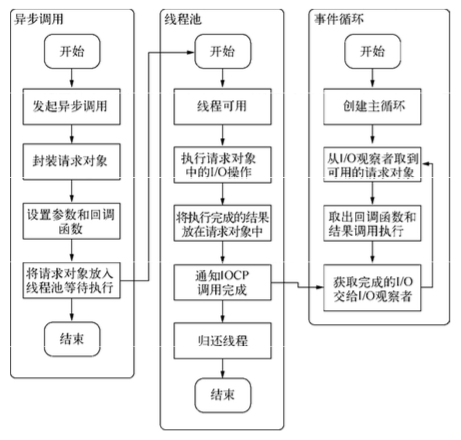 异步调用
开始
发起异步调用
封装请求对象
设置参数和回调
函数
将请求对象放入
线程池等待执行
结束
线程池
开始
线程可用
执行请求对象
中的I/O操作
将执行完成的结果
放在请求对象中
通知IOCP
调用完成
归还线程
结束
事件循环
开始
创建主循环
从I/O观察者取到
可用的请求对象
取出回调函数和
结果调用执行
获取完成的I/O
交给I/O观察者